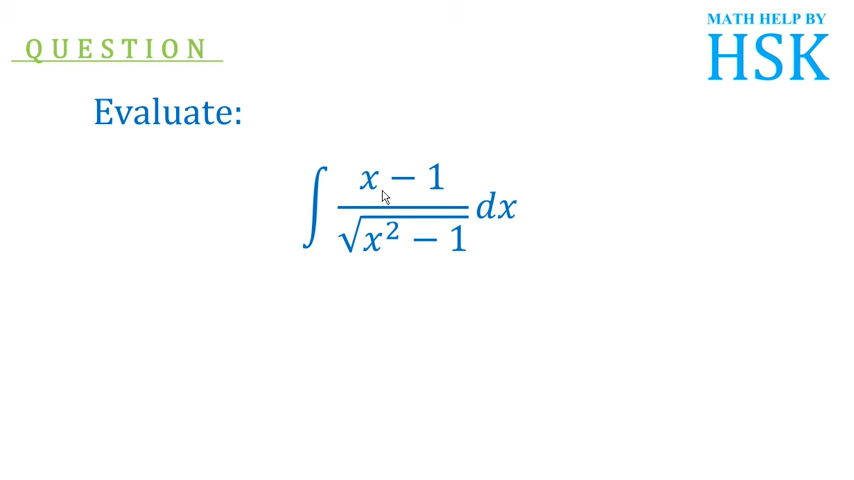 MATH HELP BY
HSK
QUESTION
Evaluate:
∫ (x − 1)/√(x² − 1) dx